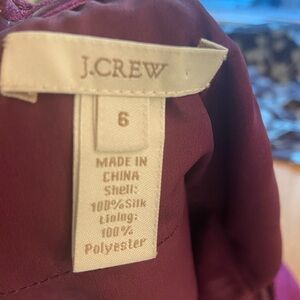 J.CREW
6
MADE IN
CHINA
Shell:
100%Silk
Lining:
100%
Polyester